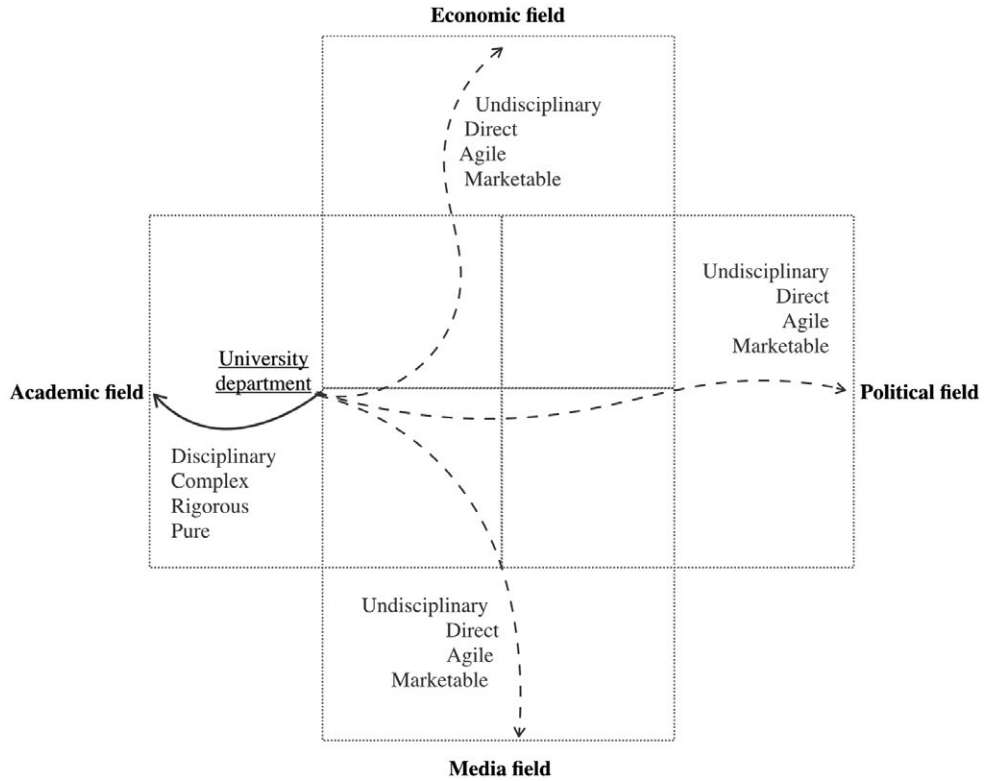 Economic field
Undisciplinary
Direct
Agile
Marketable
Undisciplinary
Direct
Agile
Marketable
University
department
Academic field
Political field
Disciplinary
Complex
Rigorous
Pure
Undisciplinary
Direct
Agile
Marketable
Media field